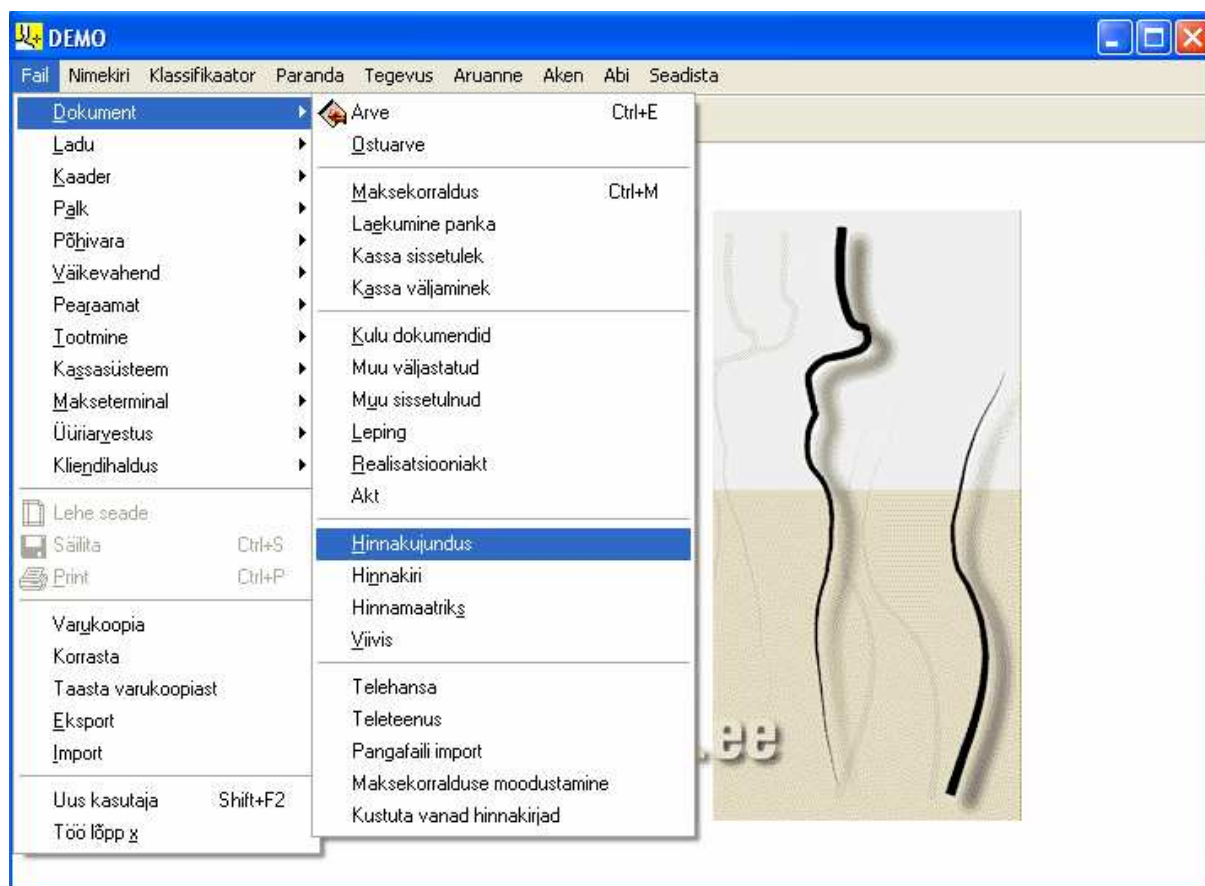 DEMO
Fail Nimekiri Klassifikaator Paranda Tegevus Aruanne Aken Abi Seadista
Dokument
Ladu
Kaader
Palk
Põhivara
Väikevahend
Pearaamat
Tootmine
Kassasüsteem
Makseterminal
Üüriarvestus
Kliendihaldus
Lehe seade
Säilita Ctrl+S
Print Ctrl+P
Varukoopia
Korrasta
Taasta varukoopiast
Eksport
Import
Uus kasutaja Shift+F2
Töö lõpp x
Arve Ctrl+E
Ostuarve
Maksekorraldus Ctrl+M
Laekumine panka
Kassa sissetulek
Kassa väljaminek
Kulu dokumendid
Muu väljastatud
Muu sissetulnud
Leping
Realisatsiooniakt
Akt
Hinnakujundus
Hinnakiri
Hinnamaatriks
Viivis
Telehansa
Teleteenus
Pangafaili import
Maksekorralduse moodustamine
Kustuta vanad hinnakirjad
.ee